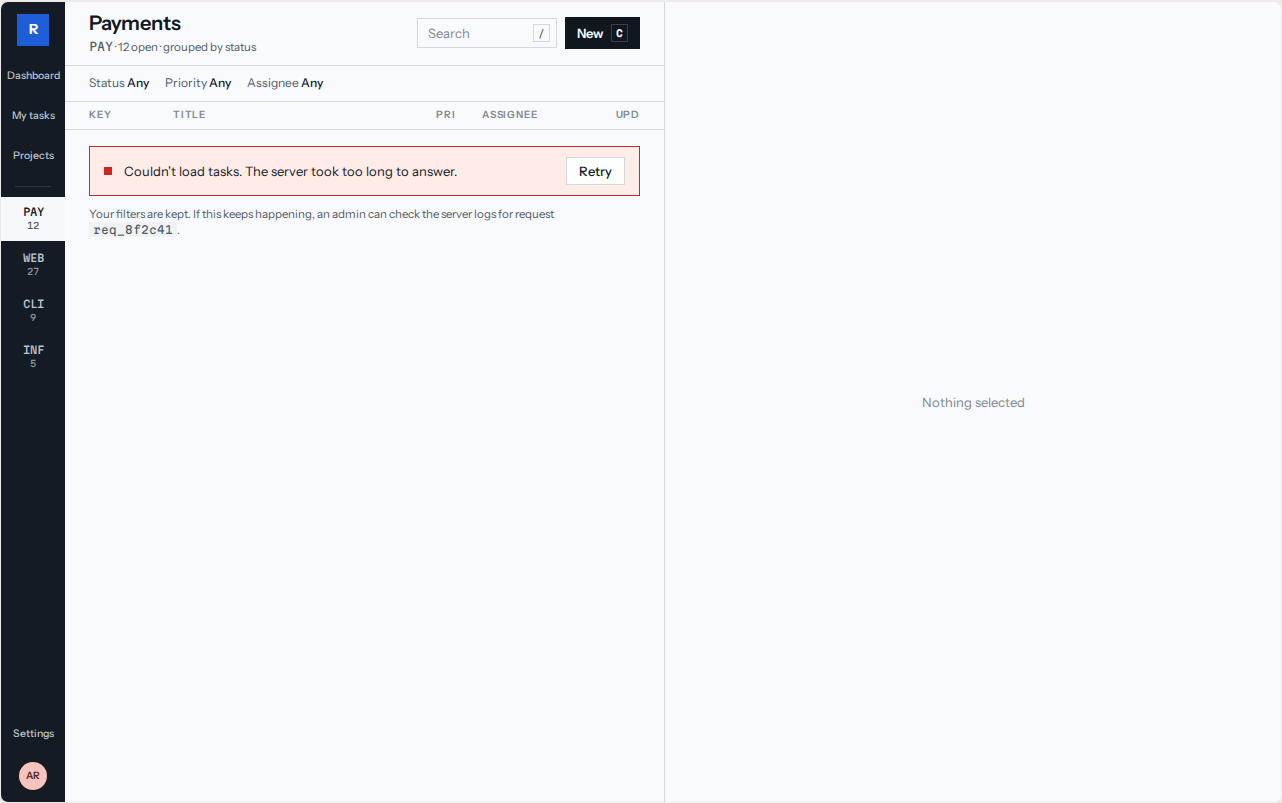 R
Dashboard
My tasks
Projects
PAY
12
WEB
27
CLI
9
INF
5
Settings
AR
Payments
PAY · 12 open · grouped by status
Search /
New C
Status Any Priority Any Assignee Any
KEY TITLE PRI ASSIGNEE UPD
Couldn't load tasks. The server took too long to answer. Retry
Your filters are kept. If this keeps happening, an admin can check the server logs for request
req_8f2c41 .
Nothing selected